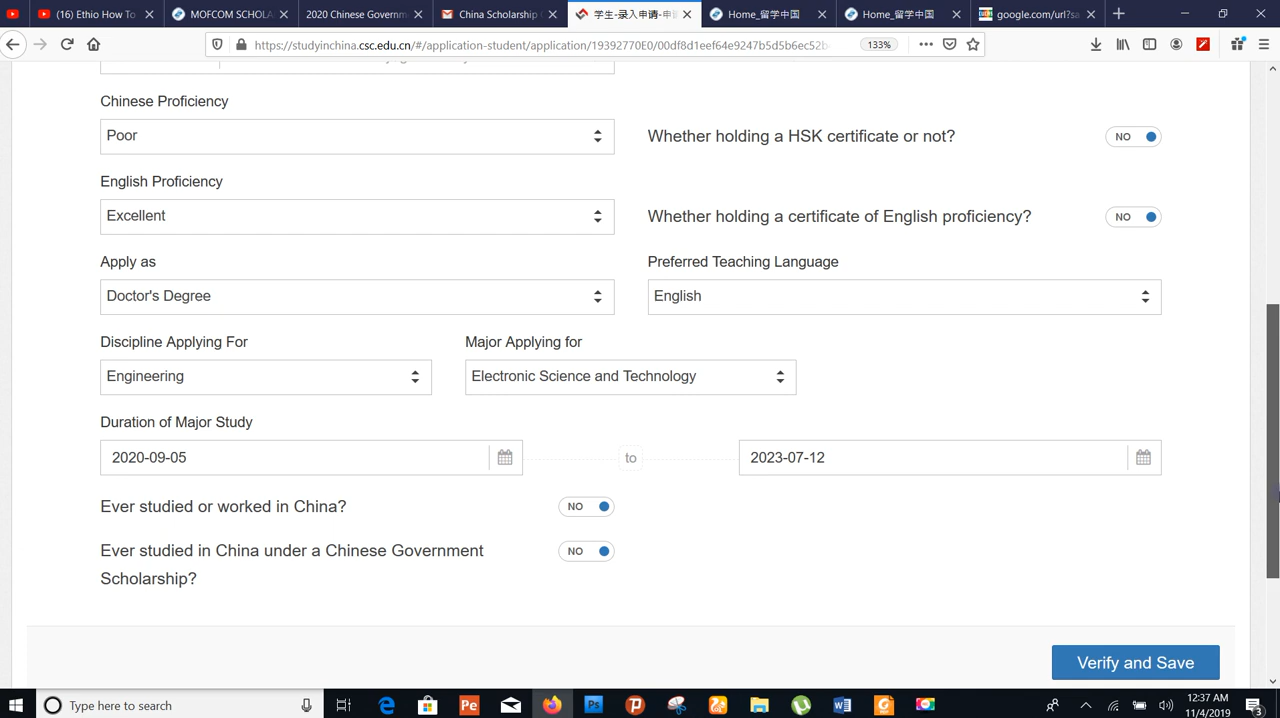 (16) Ethio How To
MOFCOM SCHOLA
2020 Chinese Governm
China Scholarship
学生-录入申请-申
Home_留学中国
Home_留学中国
google.com/url?sa
https://studyinchina.csc.edu.cn/#/application-student/application/19392770E0/00df8d1eef64e9247b5d5b6ec52b
133%
Chinese Proficiency
Poor
Whether holding a HSK certificate or not?
NO
English Proficiency
Excellent
Whether holding a certificate of English proficiency?
NO
Apply as
Preferred Teaching Language
Doctor's Degree
English
Discipline Applying For
Major Applying for
Engineering
Electronic Science and Technology
Duration of Major Study
2020-09-05
to
2023-07-12
Ever studied or worked in China?
NO
Ever studied in China under a Chinese Government
NO
Scholarship?
Verify and Save
Type here to search
12:37 AM
11/4/2019
3